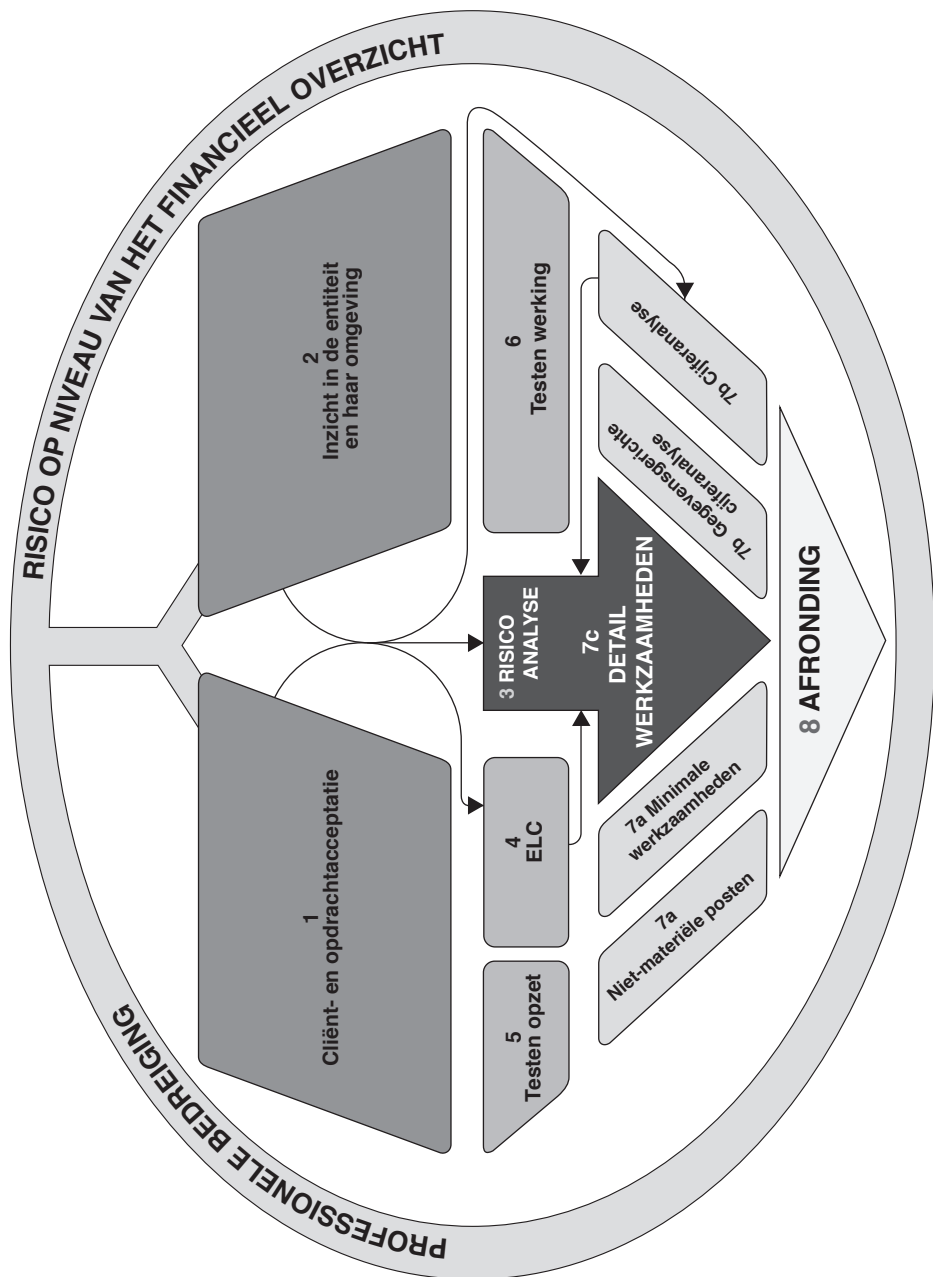 PROFESSIONELE BEDREIGING
RISICO OP NIVEAU VAN HET FINANCIEEL OVERZICHT
1
Cliënt- en opdrachtacceptatie
2
Inzicht in de entiteit
en haar omgeving
5
Testen opzet
4
ELC
3 RISICO
ANALYSE
6
Testen werking
7a
Niet-materiële posten
7a Minimale
werkzaamheden
7c
DETAIL
WERKZAAMHEDEN
7b Gegevensgerichte
cijferanalyse
7b Cijferanalyse
8 AFRONDING